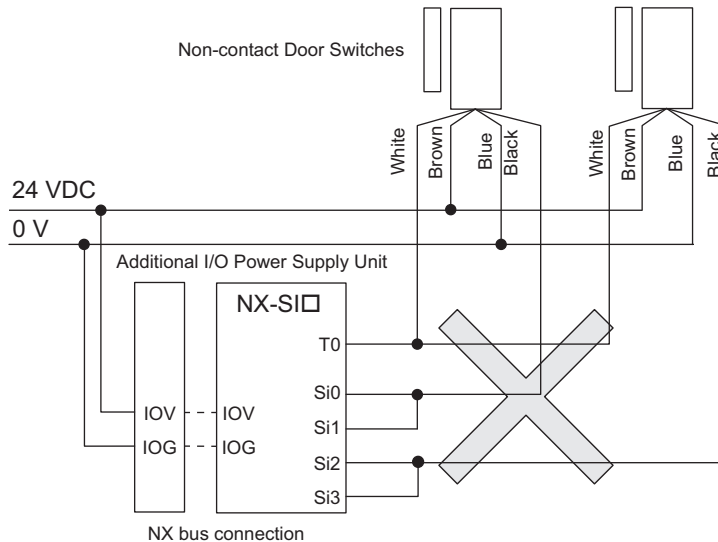 Non-contact Door Switches
White
Brown
Blue
Black
White
Brown
Blue
Black
24 VDC
0 V
Additional I/O Power Supply Unit
NX-SI□
T0
Si0
IOV
IOV
Si1
IOG
IOG
Si2
Si3
NX bus connection